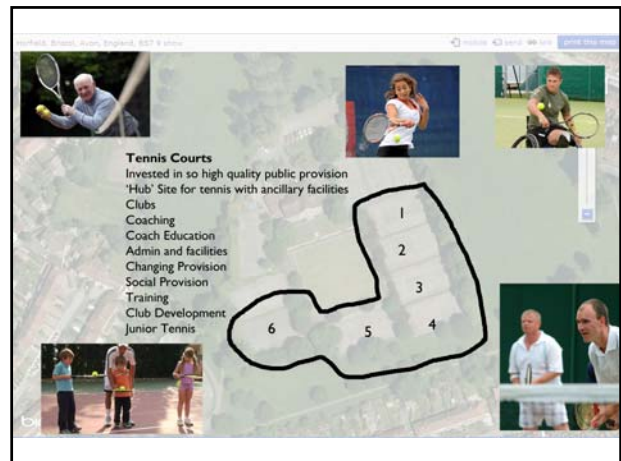 Horfield, Bristol, Avon, England, BS7 9 show
mobile send link print this map
Tennis Courts
Invested in so high quality public provision
'Hub' Site for tennis with ancillary facilities
Clubs
Coaching
Coach Education
Admin and facilities
Changing Provision
Social Provision
Training
Club Development
Junior Tennis
1
2
3
4
5
6